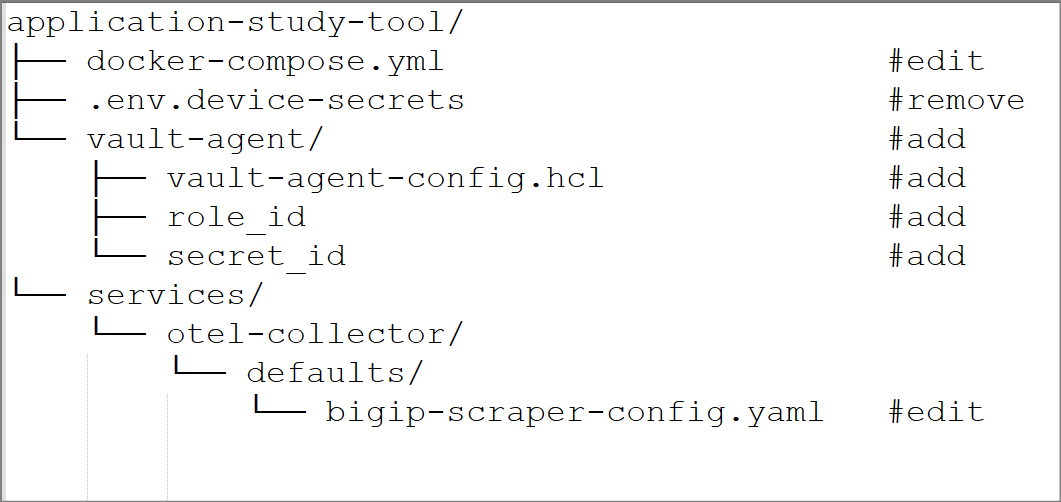 application-study-tool/
├── docker-compose.yml #edit
├── .env.device-secrets #remove
└── vault-agent/ #add
├── vault-agent-config.hcl #add
├── role_id #add
└── secret_id #add
└── services/
└── otel-collector/
└── defaults/
└── bigip-scraper-config.yaml #edit